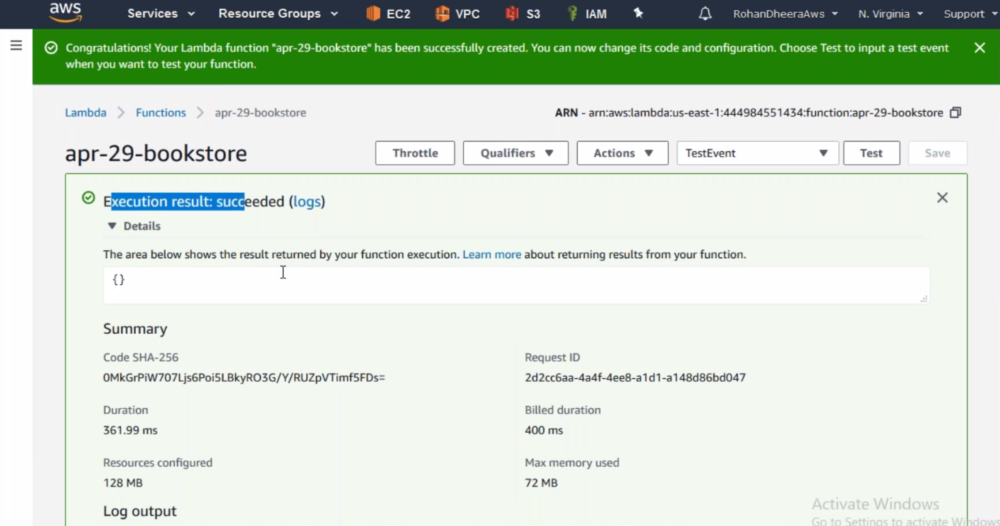 aws Services Resource Groups EC2 VPC S3 IAM RohanDheeraAws N. Virginia Support
Congratulations! Your Lambda function "apr-29-bookstore" has been successfully created. You can now change its code and configuration. Choose Test to input a test event
when you want to test your function.
Lambda Functions apr-29-bookstore ARN - arn:aws:lambda:us-east-1:444984551434:function:apr-29-bookstore
apr-29-bookstore Throttle Qualifiers Actions TestEvent Test Save
Execution result: succeeded (logs)
Details
The area below shows the result returned by your function execution. Learn more about returning results from your function.
{}
Summary
Code SHA-256 Request ID
0MkGrPiW707Ljs6Poi5LBkyRO3G/Y/RUZpVTimf5FDs= 2d2cc6aa-4a4f-4ee8-a1d1-a148d86bd047
Duration Billed duration
361.99 ms 400 ms
Resources configured Max memory used
128 MB 72 MB
Log output
Activate Windows
Go to Settings to activate Windows